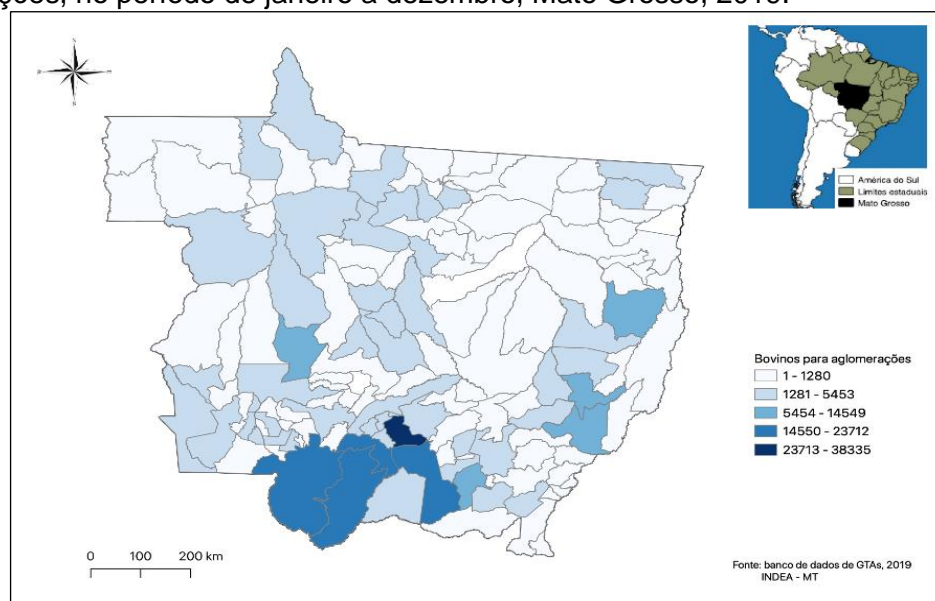 ções, no período de janeiro a dezembro, Mato Grosso, 2019.
América do Sul
Limites estaduais
Mato Grosso
Bovinos para aglomerações
1 - 1280
1281 - 5453
5454 - 14549
14550 - 23712
23713 - 38335
0 100 200 km
Fonte: banco de dados de GTAs, 2019
INDEA - MT